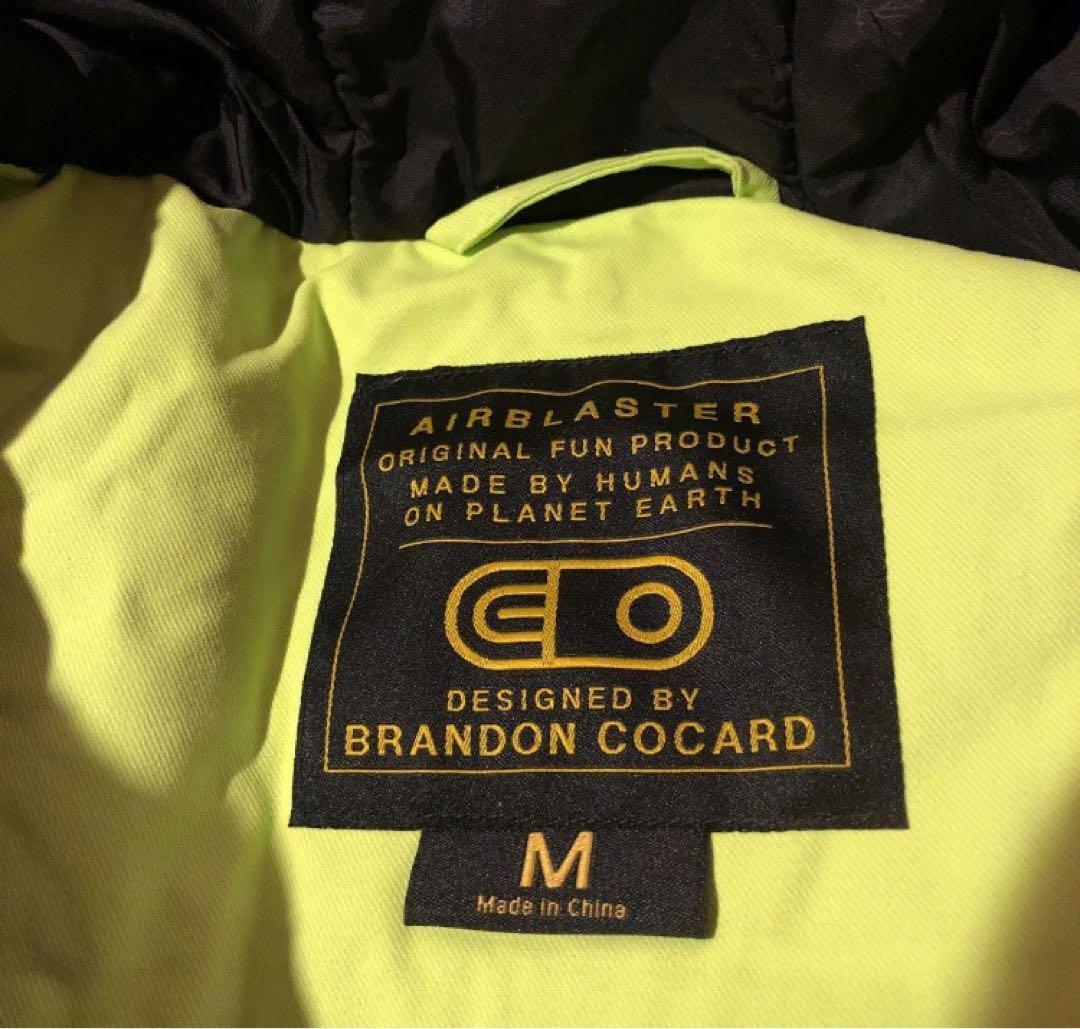 AIRBLASTER
ORIGINAL FUN PRODUCT
MADE BY HUMANS
ON PLANET EARTH
DESIGNED BY
BRANDON COCARD
M
Made in China